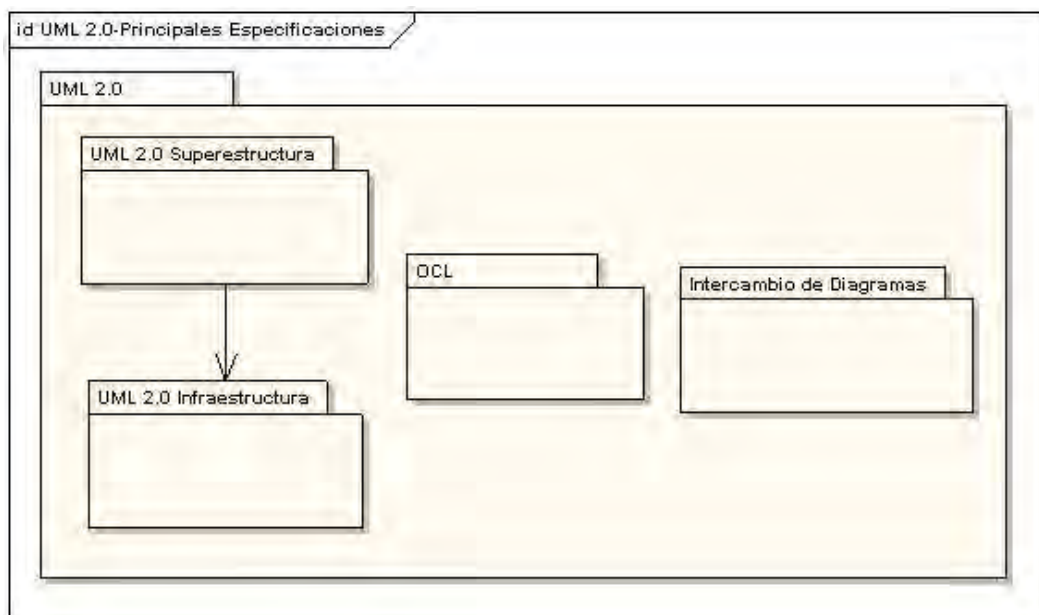 id UML 2.0-Principales Especificaciones
UML 2.0
UML 2.0 Superestructura
OCL
Intercambio de Diagramas
UML 2.0 Infraestructura